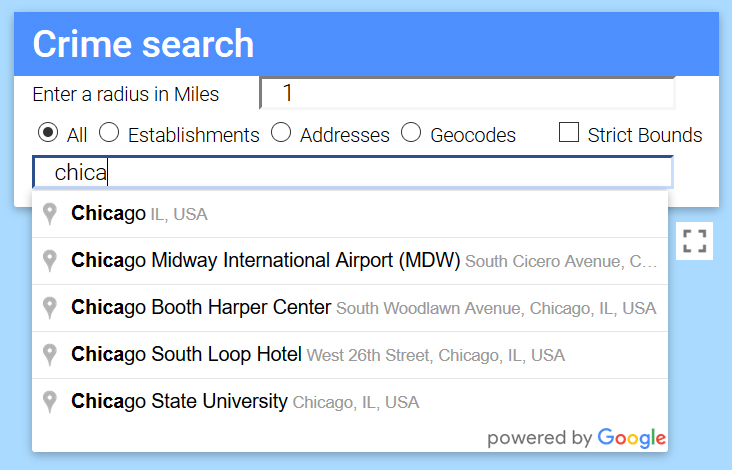 Crime search
Enter a radius in Miles 1
All Establishments Addresses Geocodes Strict Bounds
chica
Chicago IL, USA
Chicago Midway International Airport (MDW) South Cicero Avenue, C...
Chicago Booth Harper Center South Woodlawn Avenue, Chicago, IL, USA
Chicago South Loop Hotel West 26th Street, Chicago, IL, USA
Chicago State University Chicago, IL, USA
powered by Google